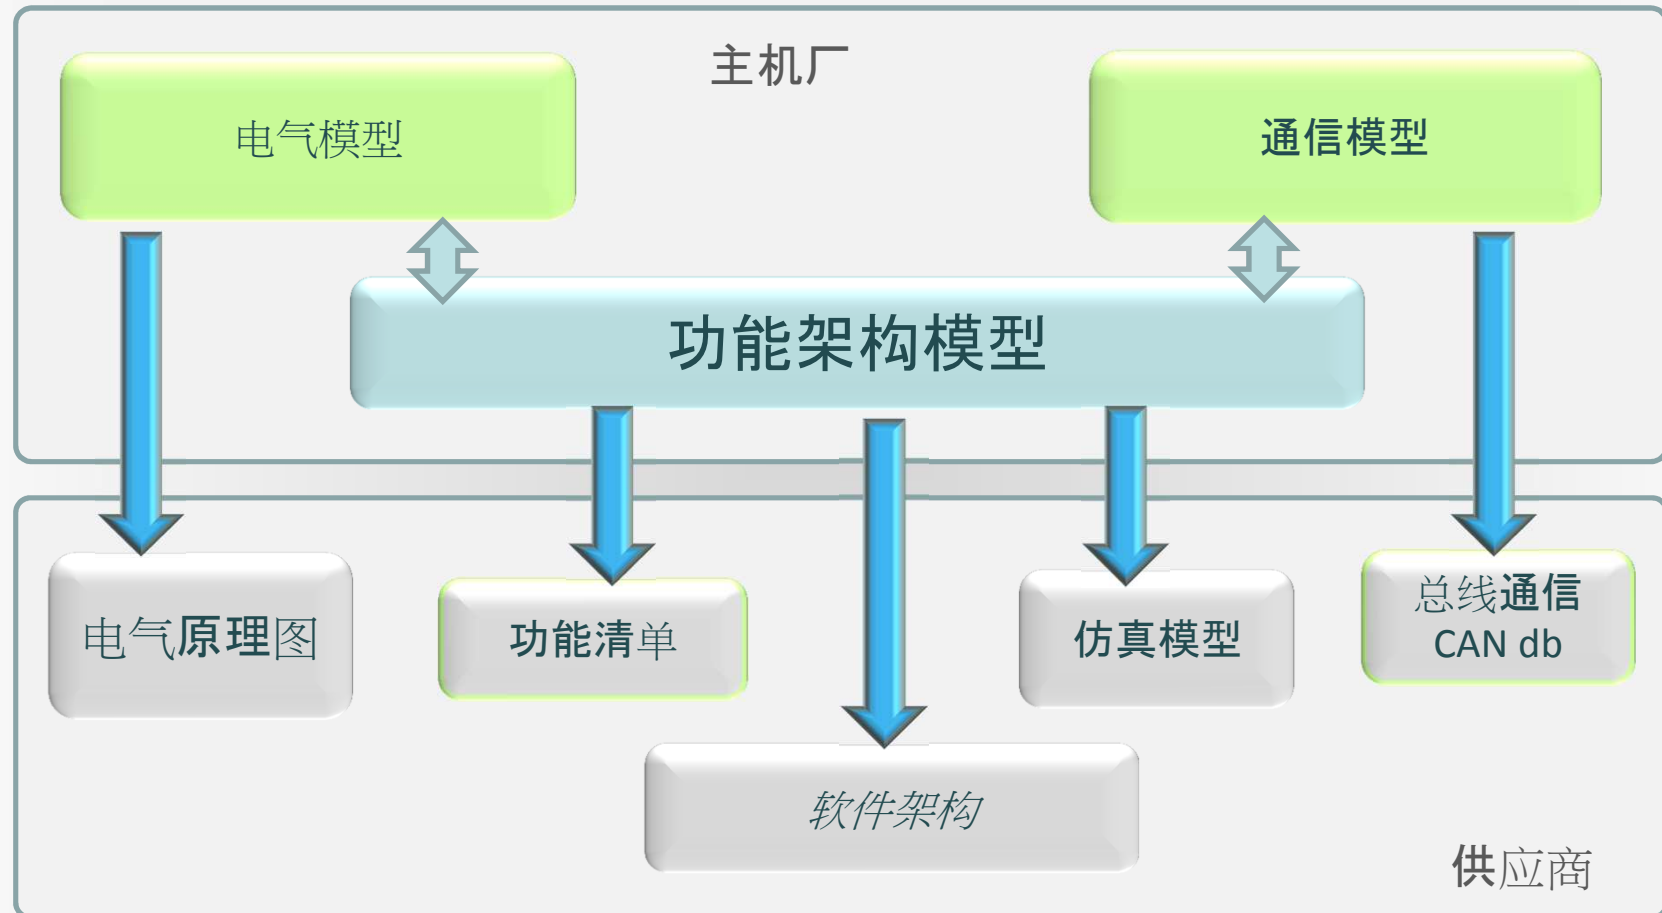 主机厂
电气模型
通信模型
功能架构模型
电气原理图
功能清单
仿真模型
总线通信
CAN db
软件架构
供应商